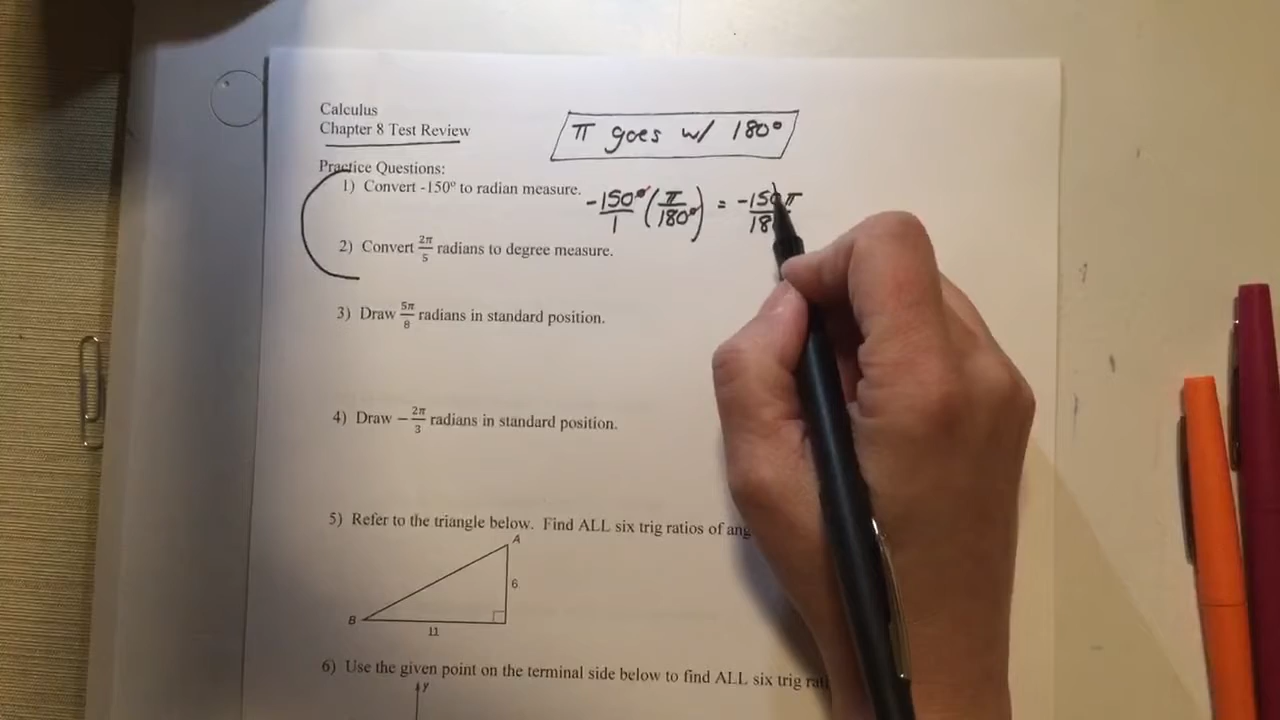 Calculus
Chapter 8 Test Review
π goes w/ 180°
Practice Questions:
1) Convert -150° to radian measure. -150°/1 (π/180°) = -150π/18
2) Convert 2π/5 radians to degree measure.
3) Draw 5π/8 radians in standard position.
4) Draw −2π/3 radians in standard position.
5) Refer to the triangle below. Find ALL six trig ratios of ang
A
6
B
11
6) Use the given point on the terminal side below to find ALL six trig
y